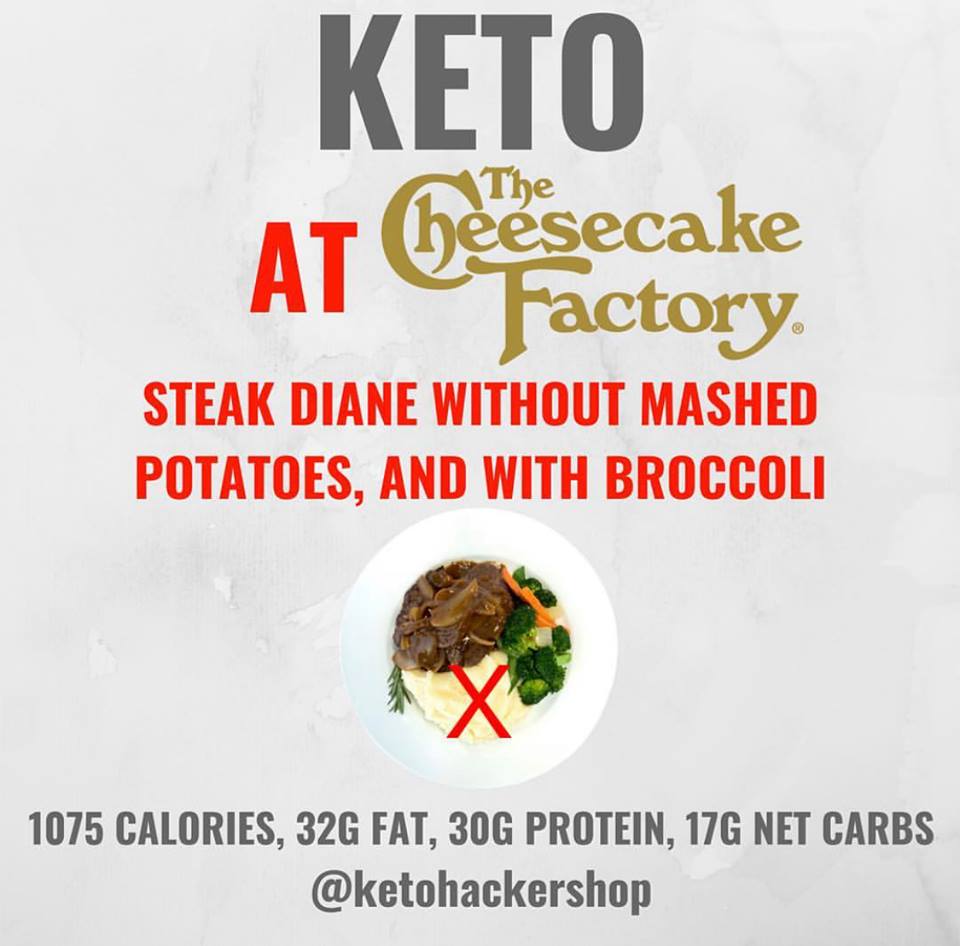 KETO
AT The Cheesecake Factory®
STEAK DIANE WITHOUT MASHED
POTATOES, AND WITH BROCCOLI
X
1075 CALORIES, 32G FAT, 30G PROTEIN, 17G NET CARBS
@ketohackershop